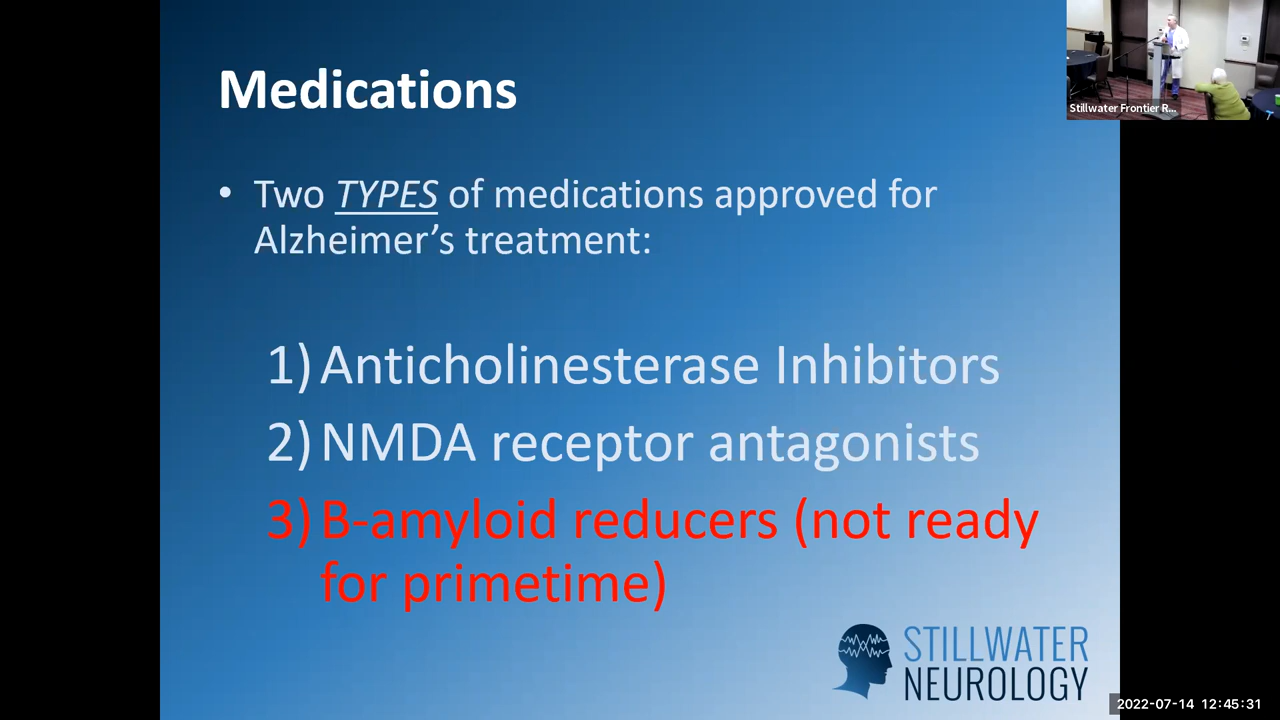 Medications
Stillwater Frontier R...
• Two TYPES of medications approved for
Alzheimer’s treatment:
1) Anticholinesterase Inhibitors
2) NMDA receptor antagonists
3) B-amyloid reducers (not ready
for primetime)
STILLWATER
NEUROLOGY
2022-07-14 12:45:31